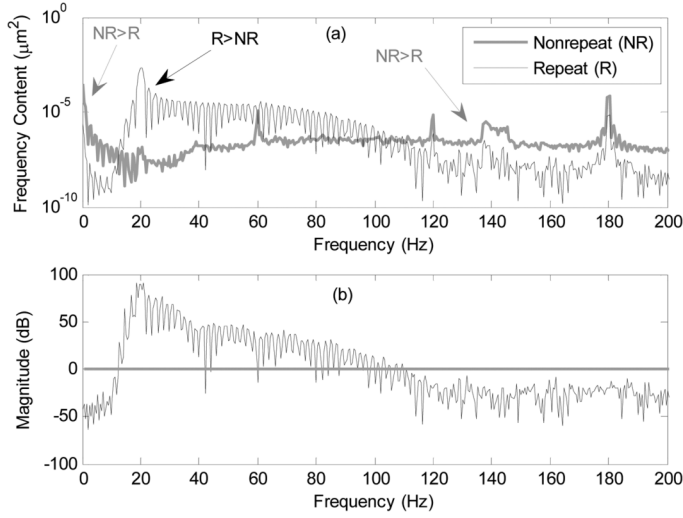 10^0
(a)
NR>R
R>NR
NR>R
Nonrepeat (NR)
Repeat (R)
Frequency Content (μm²)
10^-5
10^-10
0 20 40 60 80 100 120 140 160 180 200
Frequency (Hz)
100
(b)
50
Magnitude (dB)
0
-50
-100
0 20 40 60 80 100 120 140 160 180 200
Frequency (Hz)